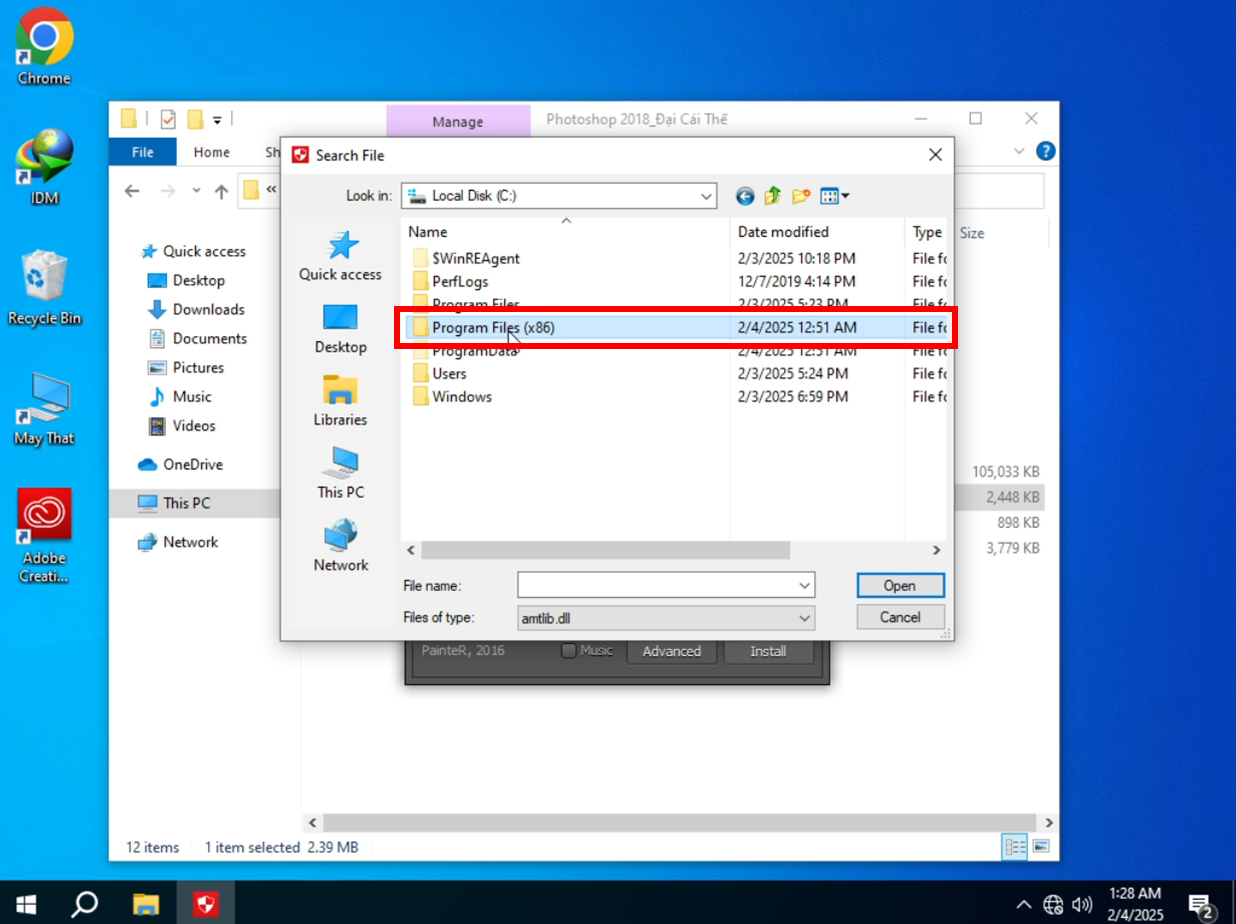 Chrome
IDM
Recycle Bin
May That
Adobe
Creati...
Manage
Photoshop 2018_Đại Cái Thế
File
Home
Sh
«
Search File
Look in:
Local Disk (C:)
Quick access
Desktop
Downloads
Documents
Pictures
Music
Videos
OneDrive
This PC
Network
Quick access
Desktop
Libraries
This PC
Network
Name Date modified Type
$WinREAgent 2/3/2025 10:18 PM File fo
PerfLogs 12/7/2019 4:14 PM File fo
Program Files 2/3/2025 5:23 PM File fo
Program Files (x86) 2/4/2025 12:51 AM File fo
ProgramData 2/4/2025 12:51 AM File fo
Users 2/3/2025 5:24 PM File fo
Windows 2/3/2025 6:59 PM File fo
Size
105,033 KB
2,448 KB
898 KB
3,779 KB
File name:
Open
Files of type:
amtlib.dll
Cancel
PainteR, 2016
Music
Advanced
Install
12 items 1 item selected 2.39 MB
1:28 AM
2/4/2025
2